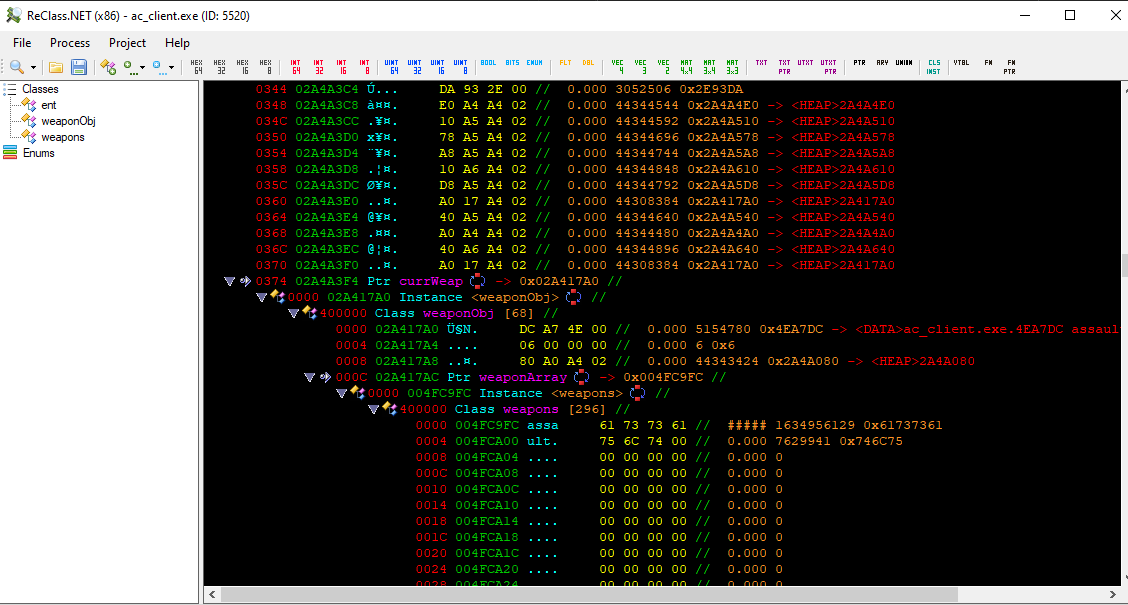 ReClass.NET (x86) - ac_client.exe (ID: 5520)
File Process Project Help
HEX 64 HEX 32 HEX 16 HEX 8 INT 64 INT 32 INT 16 INT 8 UINT 64 UINT 32 UINT 16 UINT 8 BOOL BITS ENUM FLT DBL VEC 4 VEC 3 VEC 2 MAT 4x4 MAT 3x4 MAT 3x3 TXT TXT PTR UTXT UTXT PTR PTR ARY UNION CLS INST VTBL FN FN PTR
Classes
ent
weaponObj
weapons
Enums
0344 02A4A3C4 Ú... DA 93 2E 00 // 0.000 3052506 0x2E93DA
0348 02A4A3C8 à¤¤. E0 A4 A4 02 // 0.000 44344544 0x2A4A4E0 -> <HEAP>2A4A4E0
034C 02A4A3CC .¥¤. 10 A5 A4 02 // 0.000 44344592 0x2A4A510 -> <HEAP>2A4A510
0350 02A4A3D0 x¥¤. 78 A5 A4 02 // 0.000 44344696 0x2A4A578 -> <HEAP>2A4A578
0354 02A4A3D4 ¨¥¤. A8 A5 A4 02 // 0.000 44344744 0x2A4A5A8 -> <HEAP>2A4A5A8
0358 02A4A3D8 .¦¤. 10 A6 A4 02 // 0.000 44344848 0x2A4A610 -> <HEAP>2A4A610
035C 02A4A3DC Ø¥¤. D8 A5 A4 02 // 0.000 44344792 0x2A4A5D8 -> <HEAP>2A4A5D8
0360 02A4A3E0 ..¤. A0 17 A4 02 // 0.000 44308384 0x2A417A0 -> <HEAP>2A417A0
0364 02A4A3E4 @¥¤. 40 A5 A4 02 // 0.000 44344640 0x2A4A540 -> <HEAP>2A4A540
0368 02A4A3E8 .¤¤. A0 A4 A4 02 // 0.000 44344480 0x2A4A4A0 -> <HEAP>2A4A4A0
036C 02A4A3EC @¦¤. 40 A6 A4 02 // 0.000 44344896 0x2A4A640 -> <HEAP>2A4A640
0370 02A4A3F0 ..¤. A0 17 A4 02 // 0.000 44308384 0x2A417A0 -> <HEAP>2A417A0
0374 02A4A3F4 Ptr currWeap -> 0x02A417A0 //
0000 02A417A0 Instance <weaponObj> //
400000 Class weaponObj [68] //
0000 02A417A0 Ü§N. DC A7 4E 00 // 0.000 5154780 0x4EA7DC -> <DATA>ac_client.exe.4EA7DC assaul
0004 02A417A4 .... 06 00 00 00 // 0.000 6 0x6
0008 02A417A8 ..¤. 80 A0 A4 02 // 0.000 44343424 0x2A4A080 -> <HEAP>2A4A080
000C 02A417AC Ptr weaponArray -> 0x004FC9FC //
0000 004FC9FC Instance <weapons> //
400000 Class weapons [296] //
0000 004FC9FC assa 61 73 73 61 // ##### 1634956129 0x61737361
0004 004FCA00 ult. 75 6C 74 00 // 0.000 7629941 0x746C75
0008 004FCA04 .... 00 00 00 00 // 0.000 0
000C 004FCA08 .... 00 00 00 00 // 0.000 0
0010 004FCA0C .... 00 00 00 00 // 0.000 0
0014 004FCA10 .... 00 00 00 00 // 0.000 0
0018 004FCA14 .... 00 00 00 00 // 0.000 0
001C 004FCA18 .... 00 00 00 00 // 0.000 0
0020 004FCA1C .... 00 00 00 00 // 0.000 0
0024 004FCA20 .... 00 00 00 00 // 0.000 0
0028 004FCA24 .... 00 00 00 00 // 0.000 0